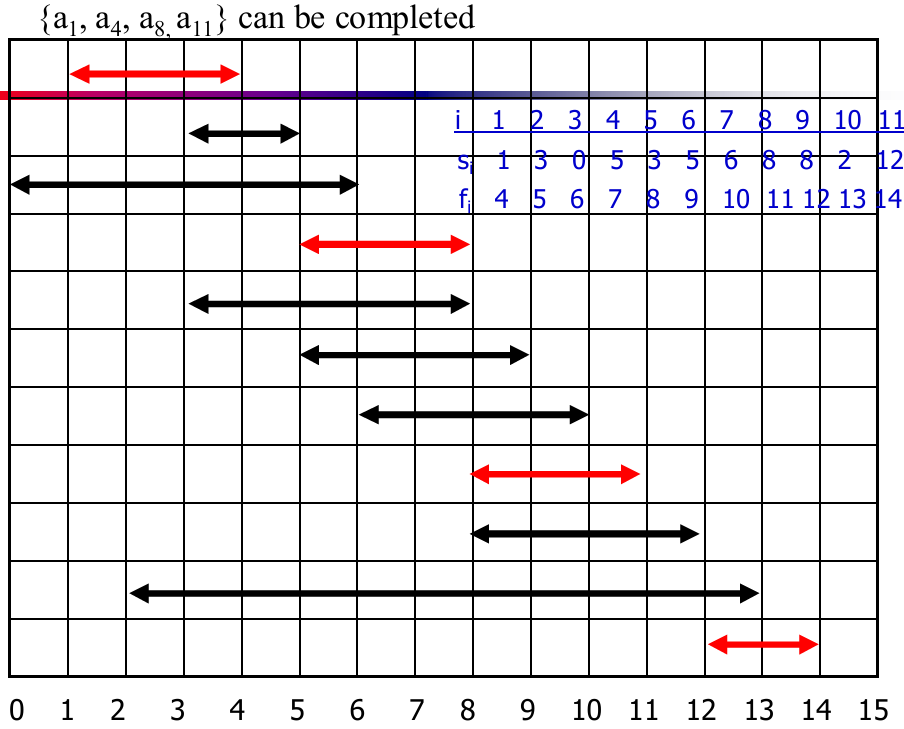 {a1, a4, a8, a11} can be completed
i 1 2 3 4 5 6 7 8 9 10 11
si 1 3 0 5 3 5 6 8 8 2 12
fi 4 5 6 7 8 9 10 11 12 13 14
0 1 2 3 4 5 6 7 8 9 10 11 12 13 14 15